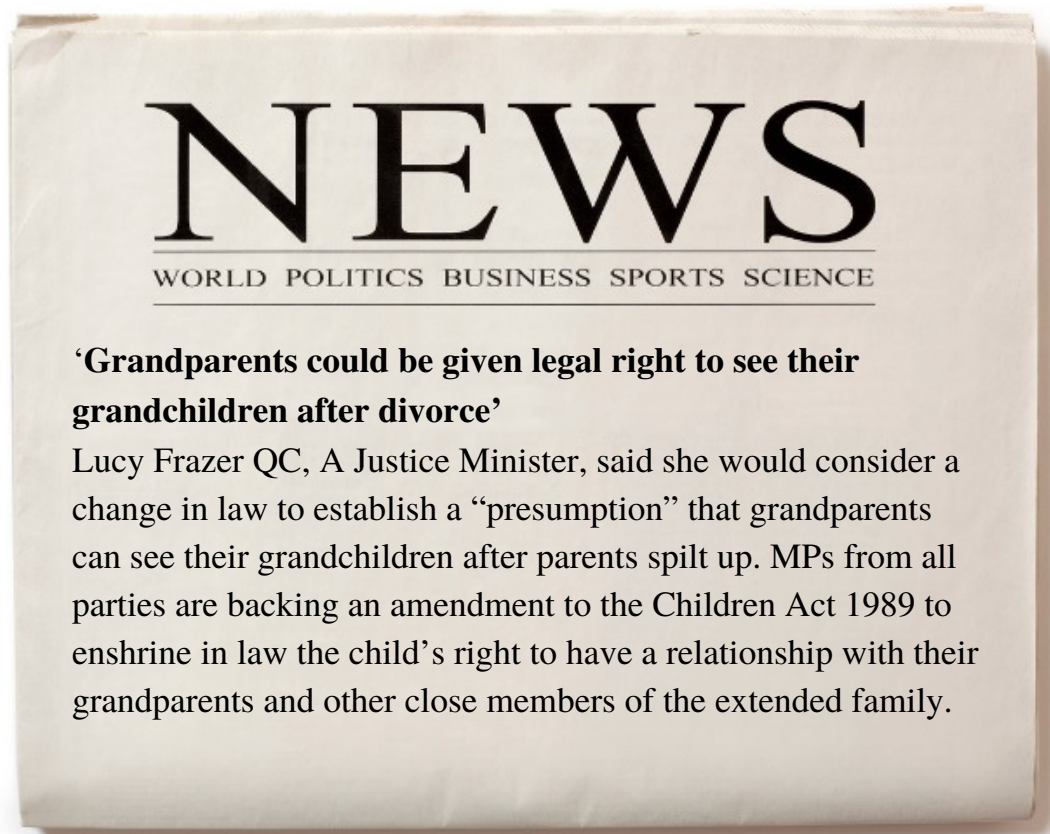 NEWS
WORLD POLITICS BUSINESS SPORTS SCIENCE
‘Grandparents could be given legal right to see their
grandchildren after divorce’
Lucy Frazer QC, A Justice Minister, said she would consider a
change in law to establish a “presumption” that grandparents
can see their grandchildren after parents spilt up. MPs from all
parties are backing an amendment to the Children Act 1989 to
enshrine in law the child’s right to have a relationship with their
grandparents and other close members of the extended family.